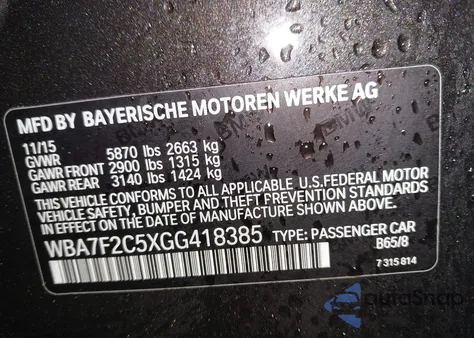 MFD BY BAYERISCHE MOTOREN WERKE AG
11/15
GVWR 5870 lbs 2663 kg
GAWR FRONT 2900 lbs 1315 kg
GAWR REAR 3140 lbs 1424 kg
THIS VEHICLE CONFORMS TO ALL APPLICABLE U.S.FEDERAL MOTOR
VEHICLE SAFETY, BUMPER AND THEFT PREVENTION STANDARDS
IN EFFECT ON THE DATE OF MANUFACTURE SHOWN ABOVE.
WBA7F2C5XGG418385 TYPE: PASSENGER CAR
B65/8
7 315 814
autoSnap